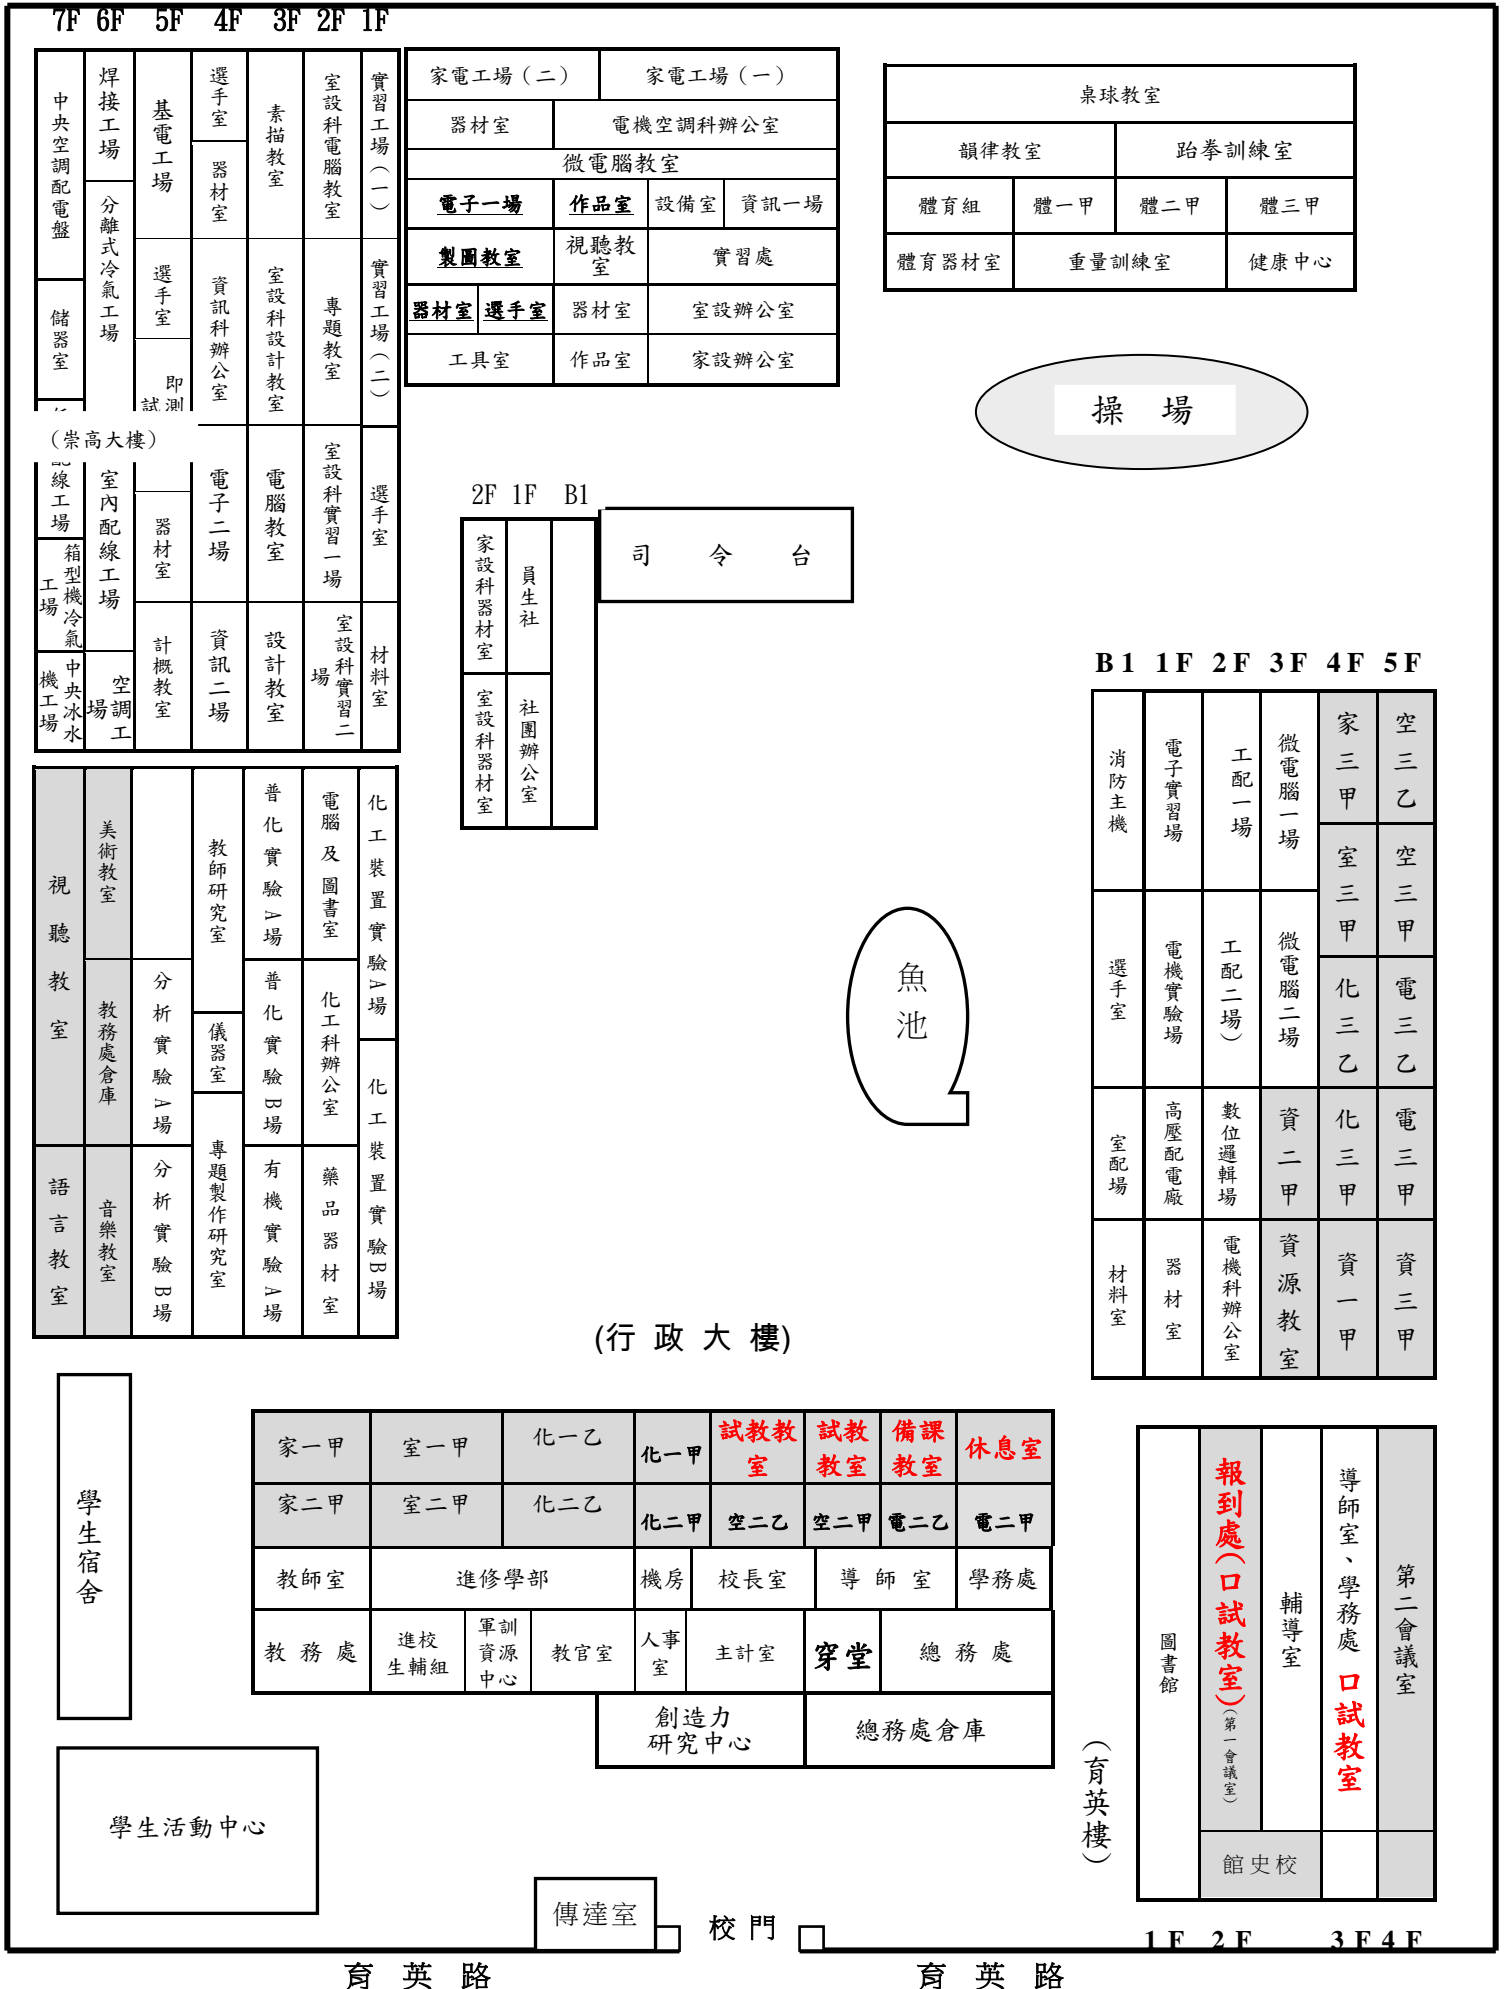 7F 6F 5F 4F 3F 2F 1F
中央空調配電盤
儲器室
配線工場
箱型機冷氣工場
中央冰水機工場
焊接工場
分離式冷氣工場
室內配線工場
空調工場
基電工場
選手室
即測
試
器材室
計概教室
選手室
器材室
資訊科辦公室
電子二場
資訊二場
素描教室
室設科設計教室
電腦教室
設計教室
室設科電腦教室
專題教室
室設科實習一場
室設科實習二場
實習工場(一)
實習工場(二)
選手室
材料室
(崇高大樓)
家電工場(二) 家電工場(一)
器材室 電機空調科辦公室
微電腦教室
電子一場 作品室 設備室 資訊一場
製圖教室 視聽教室 實習處
器材室 選手室 器材室 室設辦公室
工具室 作品室 家設辦公室
桌球教室
韻律教室 跆拳訓練室
體育組 體一甲 體二甲 體三甲
體育器材室 重量訓練室 健康中心
操 場
2F 1F B1
家設科器材室
室設科器材室
員生社
社團辦公室
司 令 台
視聽教室
語言教室
美術教室
教務處倉庫
音樂教室
分析實驗A場
分析實驗B場
教師研究室
儀器室
專題製作研究室
普化實驗A場
普化實驗B場
有機實驗A場
電腦及圖書室
化工科辦公室
藥品器材室
化工裝置實驗A場
化工裝置實驗B場
魚池
B1 1F 2F 3F 4F 5F
消防主機
選手室
室配場
材料室
電子實習場
電機實驗場
高壓配電廠
器材室
工配一場
工配二場)
數位邏輯場
電機科辦公室
微電腦一場
微電腦二場
資二甲
資源教室
家三甲
室三甲
化三乙
化三甲
資一甲
空三乙
空三甲
電三乙
電三甲
資三甲
(行 政 大 樓)
家一甲 室一甲 化一乙 化一甲 試教教室 試教教室 備課教室 休息室
家二甲 室二甲 化二乙 化二甲 空二乙 空二甲 電二乙 電二甲
教師室 進修學部 機房 校長室 導 師 室 學務處
教 務 處 進校生輔組 軍訓資源中心 教官室 人事室 主計室 穿堂 總 務 處
創造力研究中心 總務處倉庫
學生宿舍
學生活動中心
傳達室
校門
(育英樓)
圖書館
報到處(口試教室)(第一會議室)
輔導室
導師室、學務處 口試教室
第二會議室
館史校
1F 2F 3F 4F
育 英 路 育 英 路